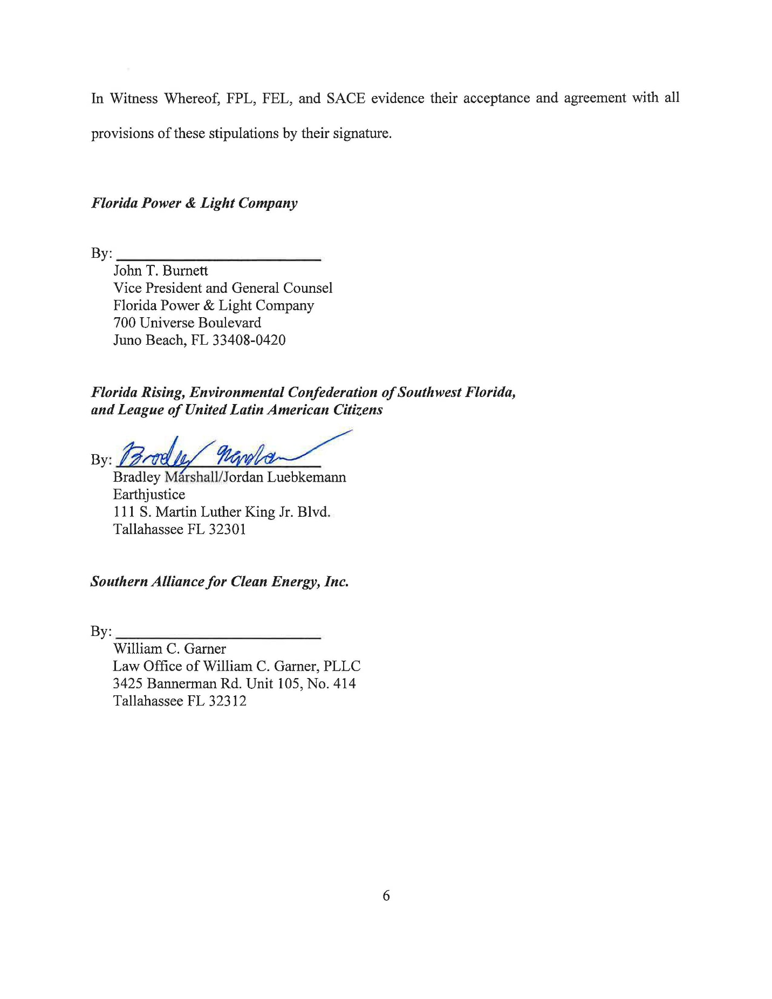 In Witness Whereof, FPL, FEL, and SACE evidence their acceptance and agreement with all
provisions of these stipulations by their signature.
Florida Power & Light Company
By:
John T. Burnett
Vice President and General Counsel
Florida Power & Light Company
700 Universe Boulevard
Juno Beach, FL 33408-0420
Florida Rising, Environmental Confederation of Southwest Florida,
and League of United Latin American Citizens
By: Bradley Marshall
Bradley Marshall/Jordan Luebkemann
Earthjustice
111 S. Martin Luther King Jr. Blvd.
Tallahassee FL 32301
Southern Alliance for Clean Energy, Inc.
By:
William C. Garner
Law Office of William C. Garner, PLLC
3425 Bannerman Rd. Unit 105, No. 414
Tallahassee FL 32312
6